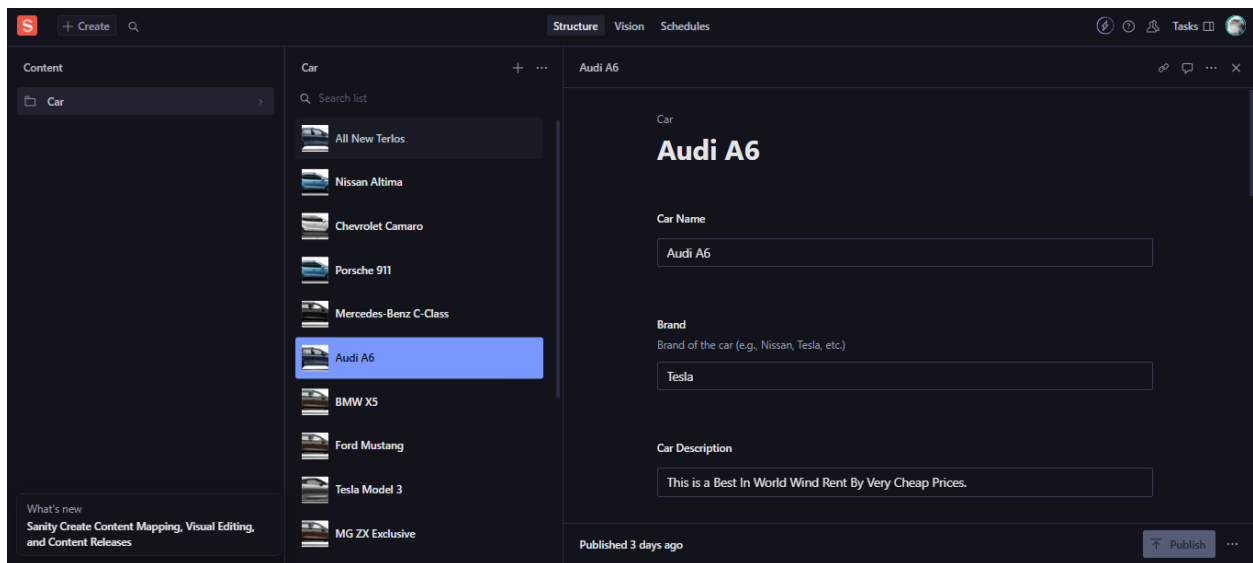 S
Create
Structure Vision Schedules
Tasks
Content
Car
Car
Search list
All New Terlos
Nissan Altima
Chevrolet Camaro
Porsche 911
Mercedes-Benz C-Class
Audi A6
BMW X5
Ford Mustang
Tesla Model 3
MG ZX Exclusive
Audi A6
Car
Audi A6
Car Name
Audi A6
Brand
Brand of the car (e.g., Nissan, Tesla, etc.)
Tesla
Car Description
This is a Best In World Wind Rent By Very Cheap Prices.
What's new
Sanity Create Content Mapping, Visual Editing,
and Content Releases
Published 3 days ago
Publish